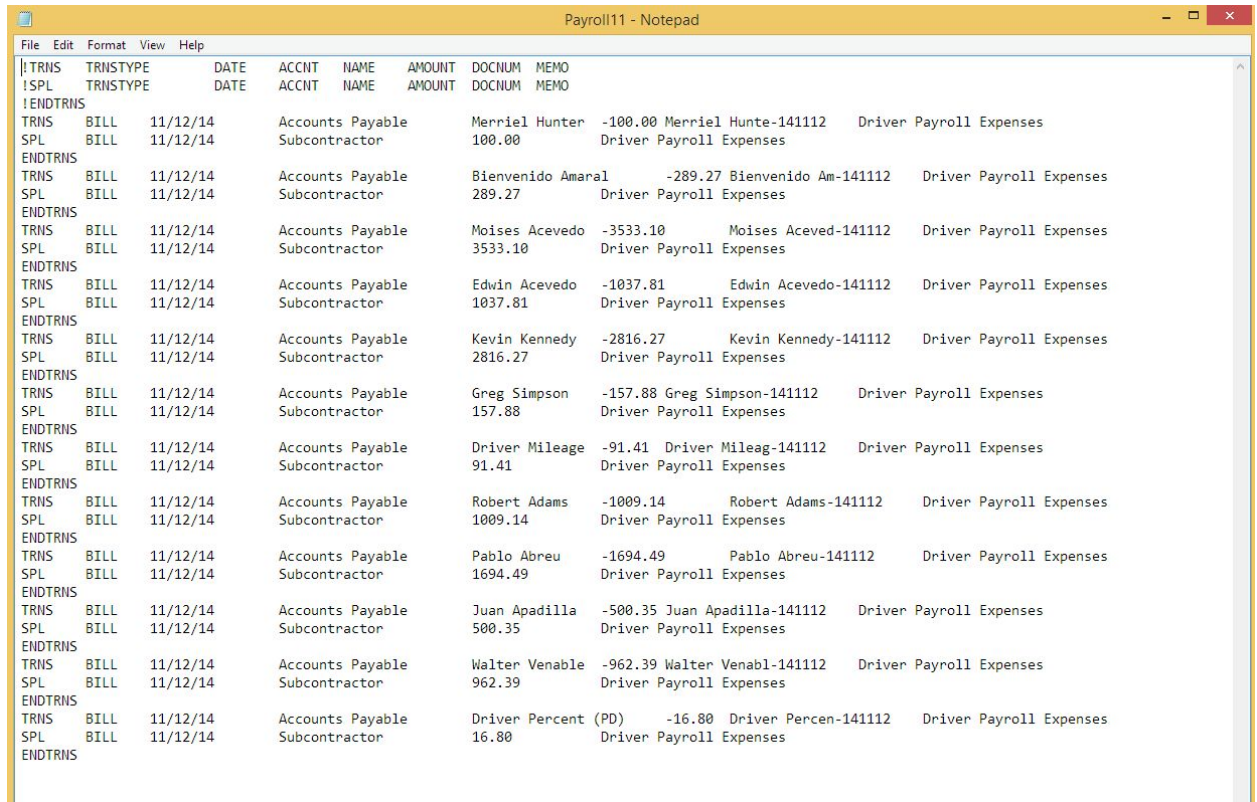 Payroll11 - Notepad
File Edit Format View Help
!TRNS TRNSTYPE DATE ACCNT NAME AMOUNT DOCNUM MEMO
!SPL TRNSTYPE DATE ACCNT NAME AMOUNT DOCNUM MEMO
!ENDTRNS
TRNS BILL 11/12/14 Accounts Payable Merriel Hunter -100.00 Merriel Hunte-141112 Driver Payroll Expenses
SPL BILL 11/12/14 Subcontractor 100.00 Driver Payroll Expenses
ENDTRNS
TRNS BILL 11/12/14 Accounts Payable Bienvenido Amaral -289.27 Bienvenido Am-141112 Driver Payroll Expenses
SPL BILL 11/12/14 Subcontractor 289.27 Driver Payroll Expenses
ENDTRNS
TRNS BILL 11/12/14 Accounts Payable Moises Acevedo -3533.10 Moises Aceved-141112 Driver Payroll Expenses
SPL BILL 11/12/14 Subcontractor 3533.10 Driver Payroll Expenses
ENDTRNS
TRNS BILL 11/12/14 Accounts Payable Edwin Acevedo -1037.81 Edwin Acevedo-141112 Driver Payroll Expenses
SPL BILL 11/12/14 Subcontractor 1037.81 Driver Payroll Expenses
ENDTRNS
TRNS BILL 11/12/14 Accounts Payable Kevin Kennedy -2816.27 Kevin Kennedy-141112 Driver Payroll Expenses
SPL BILL 11/12/14 Subcontractor 2816.27 Driver Payroll Expenses
ENDTRNS
TRNS BILL 11/12/14 Accounts Payable Greg Simpson -157.88 Greg Simpson-141112 Driver Payroll Expenses
SPL BILL 11/12/14 Subcontractor 157.88 Driver Payroll Expenses
ENDTRNS
TRNS BILL 11/12/14 Accounts Payable Driver Mileage -91.41 Driver Mileag-141112 Driver Payroll Expenses
SPL BILL 11/12/14 Subcontractor 91.41 Driver Payroll Expenses
ENDTRNS
TRNS BILL 11/12/14 Accounts Payable Robert Adams -1009.14 Robert Adams-141112 Driver Payroll Expenses
SPL BILL 11/12/14 Subcontractor 1009.14 Driver Payroll Expenses
ENDTRNS
TRNS BILL 11/12/14 Accounts Payable Pablo Abreu -1694.49 Pablo Abreu-141112 Driver Payroll Expenses
SPL BILL 11/12/14 Subcontractor 1694.49 Driver Payroll Expenses
ENDTRNS
TRNS BILL 11/12/14 Accounts Payable Juan Apadilla -500.35 Juan Apadilla-141112 Driver Payroll Expenses
SPL BILL 11/12/14 Subcontractor 500.35 Driver Payroll Expenses
ENDTRNS
TRNS BILL 11/12/14 Accounts Payable Walter Venable -962.39 Walter Venabl-141112 Driver Payroll Expenses
SPL BILL 11/12/14 Subcontractor 962.39 Driver Payroll Expenses
ENDTRNS
TRNS BILL 11/12/14 Accounts Payable Driver Percent (PD) -16.80 Driver Percen-141112 Driver Payroll Expenses
SPL BILL 11/12/14 Subcontractor 16.80 Driver Payroll Expenses
ENDTRNS